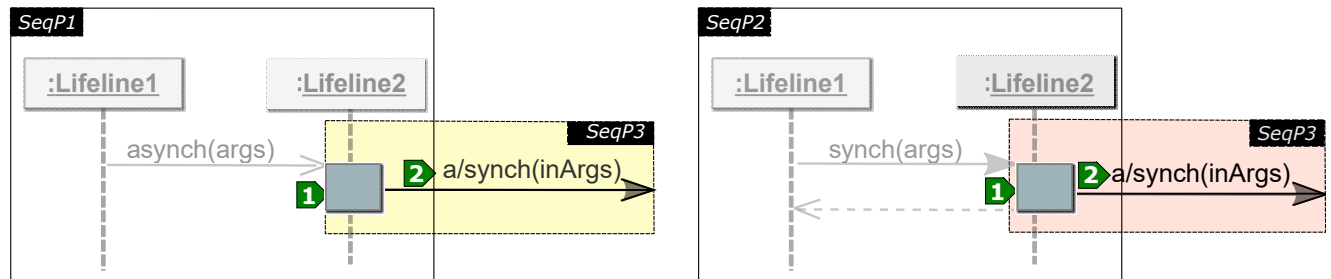 SeqP1
:Lifeline1
:Lifeline2
SeqP3
asynch(args)
2
a/synch(inArgs)
1
SeqP2
:Lifeline1
:Lifeline2
SeqP3
synch(args)
2
a/synch(inArgs)
1